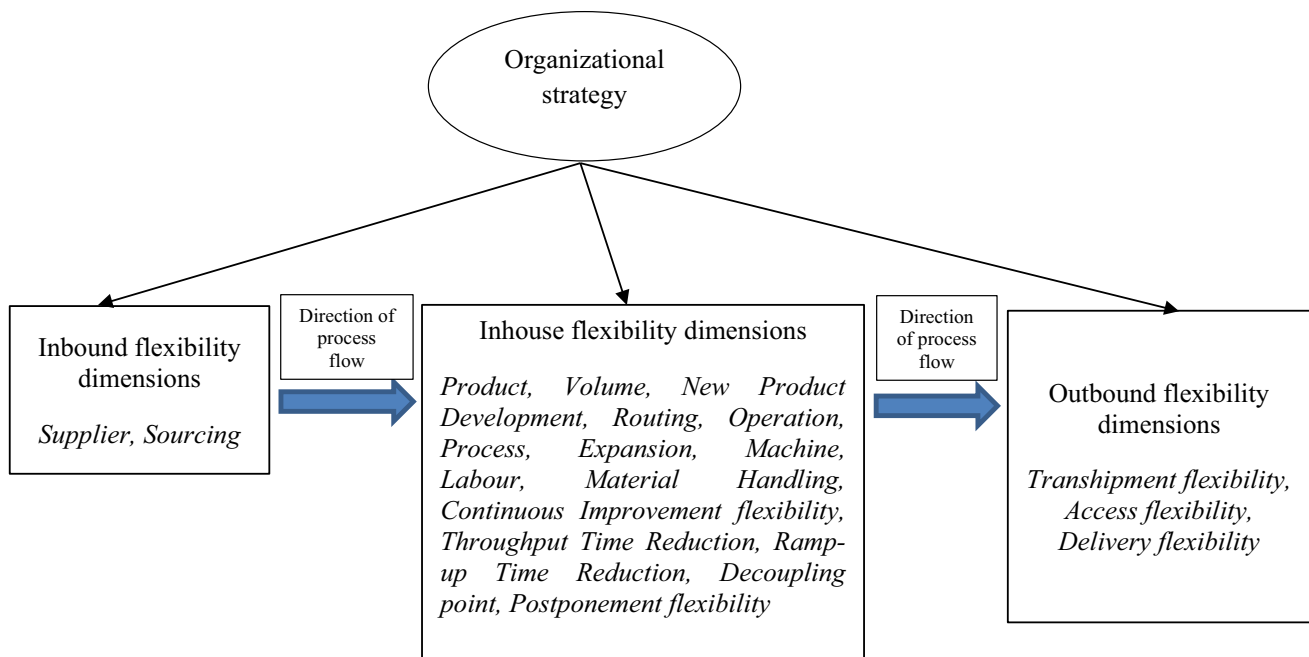 Organizational
strategy
Inbound flexibility
dimensions
Supplier, Sourcing
Direction of
process
flow
Inhouse flexibility dimensions
Product, Volume, New Product
Development, Routing, Operation,
Process, Expansion, Machine,
Labour, Material Handling,
Continuous Improvement flexibility,
Throughput Time Reduction, Ramp-
up Time Reduction, Decoupling
point, Postponement flexibility
Direction
of process
flow
Outbound flexibility
dimensions
Transhipment flexibility,
Access flexibility,
Delivery flexibility